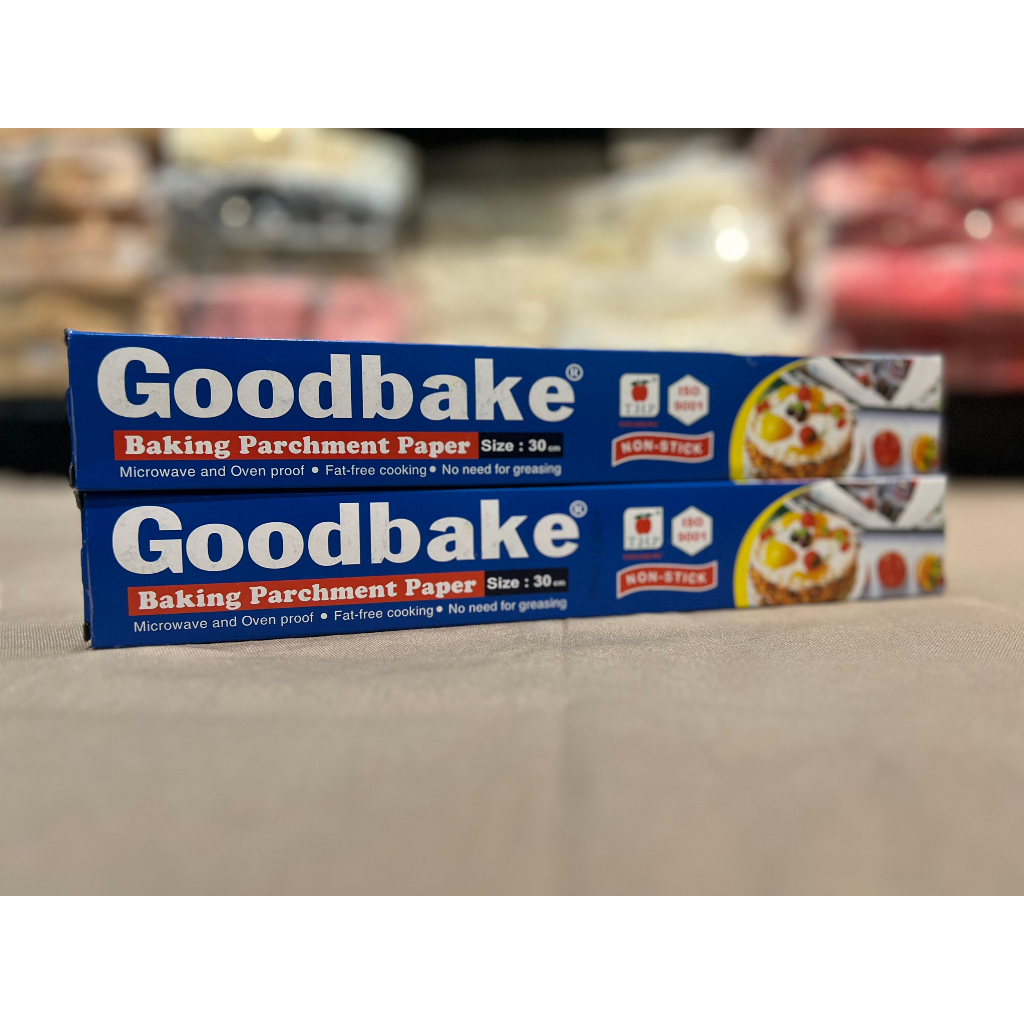 Goodbake®
Baking Parchment Paper Size : 30 cm
Microwave and Oven proof • Fat-free cooking • No need for greasing
THP
ISO
9001
NON-STICK
Goodbake®
Baking Parchment Paper Size : 30 cm
Microwave and Oven proof • Fat-free cooking • No need for greasing
THP
ISO
9001
NON-STICK